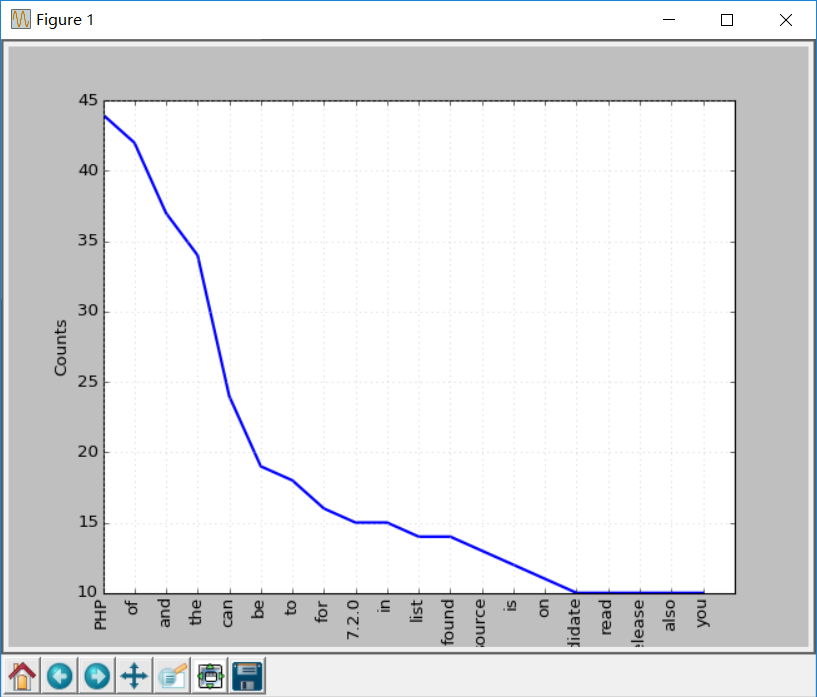 Figure 1
45
40
35
30
25
20
15
10
Counts
PHP
of
and
the
can
be
to
for
7.2.0
in
list
found
ource
is
on
didate
read
elease
also
you